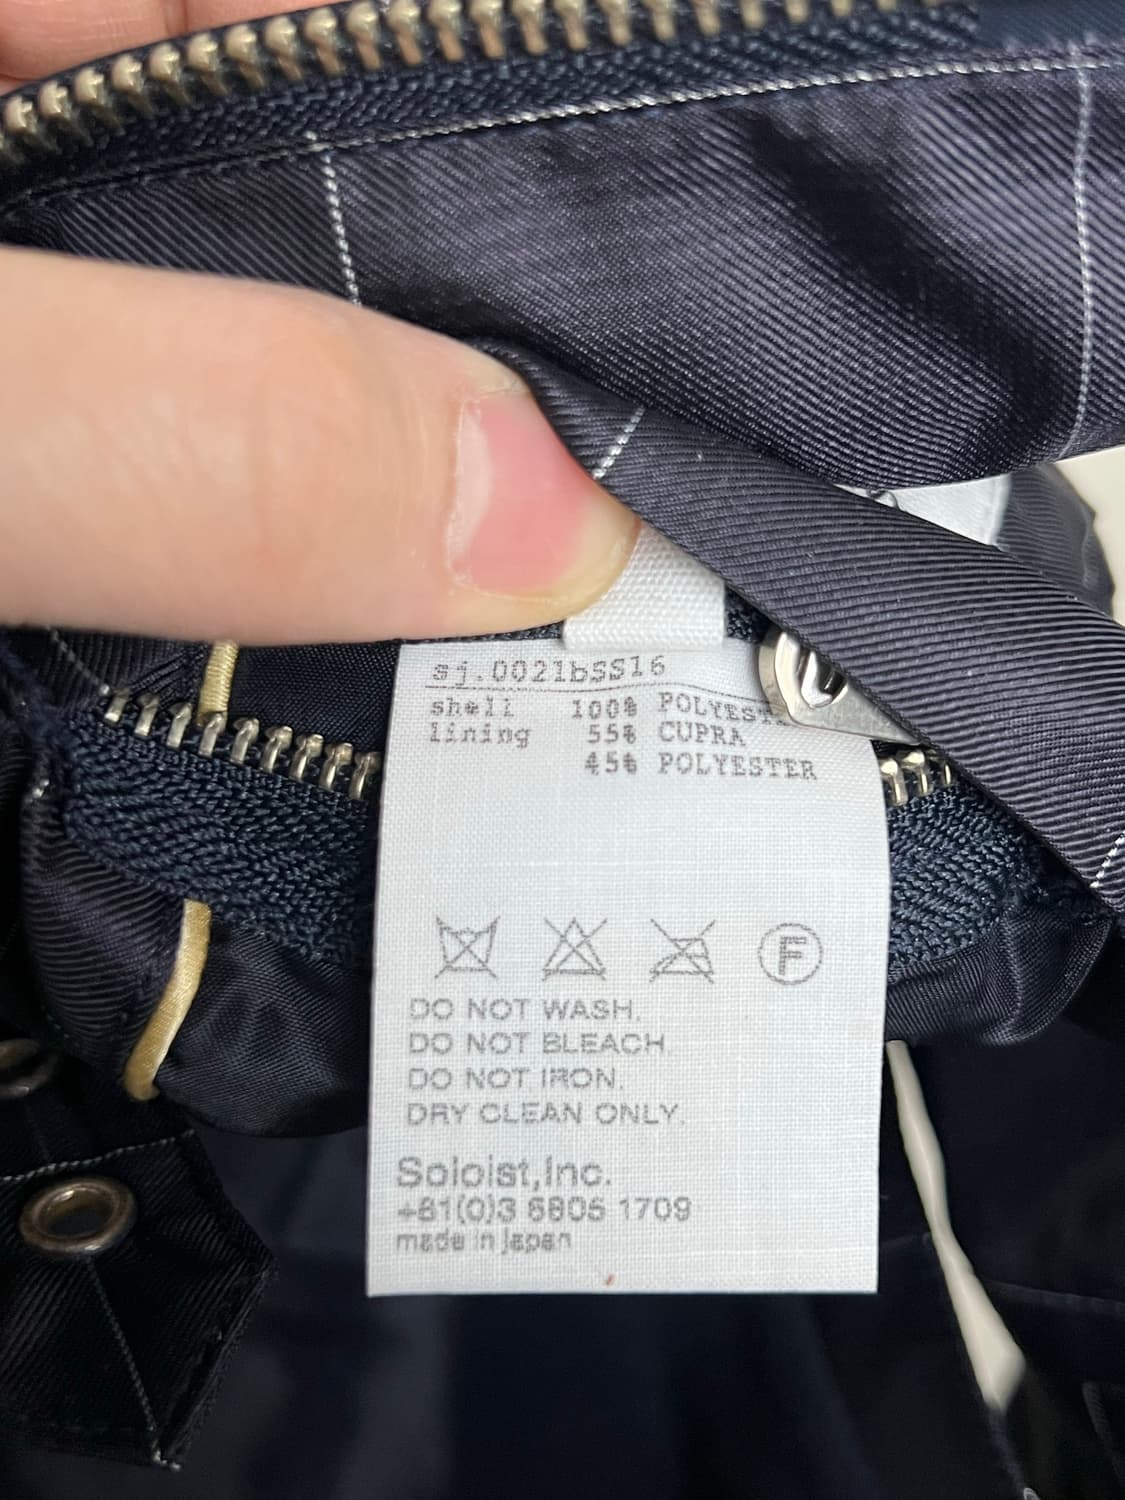 sj.0021bSS16
shell 100% POLYEST
lining 55% CUPRA
45% POLYESTER
F
DO NOT WASH.
DO NOT BLEACH.
DO NOT IRON.
DRY CLEAN ONLY.
Soloist,Inc.
+81(0)3 6805 1709
made in japan